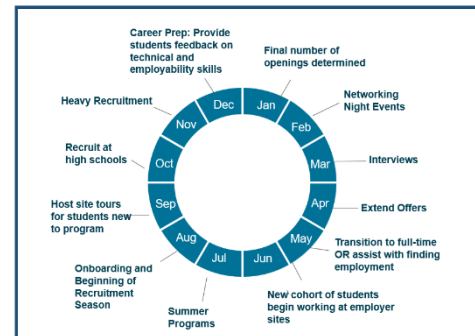 Career Prep: Provide
students feedback on
technical and
employability skills
Final number of
openings determined
Heavy Recruitment
Networking
Night Events
Recruit at
high schools
Interviews
Host site tours
for students new
to program
Extend Offers
Onboarding and
Beginning of
Recruitment
Season
Summer
Programs
New cohort of students
begin working at employer
sites
Transition to full-time
OR assist with finding
employment
Jan
Feb
Mar
Apr
May
Jun
Jul
Aug
Sep
Oct
Nov
Dec